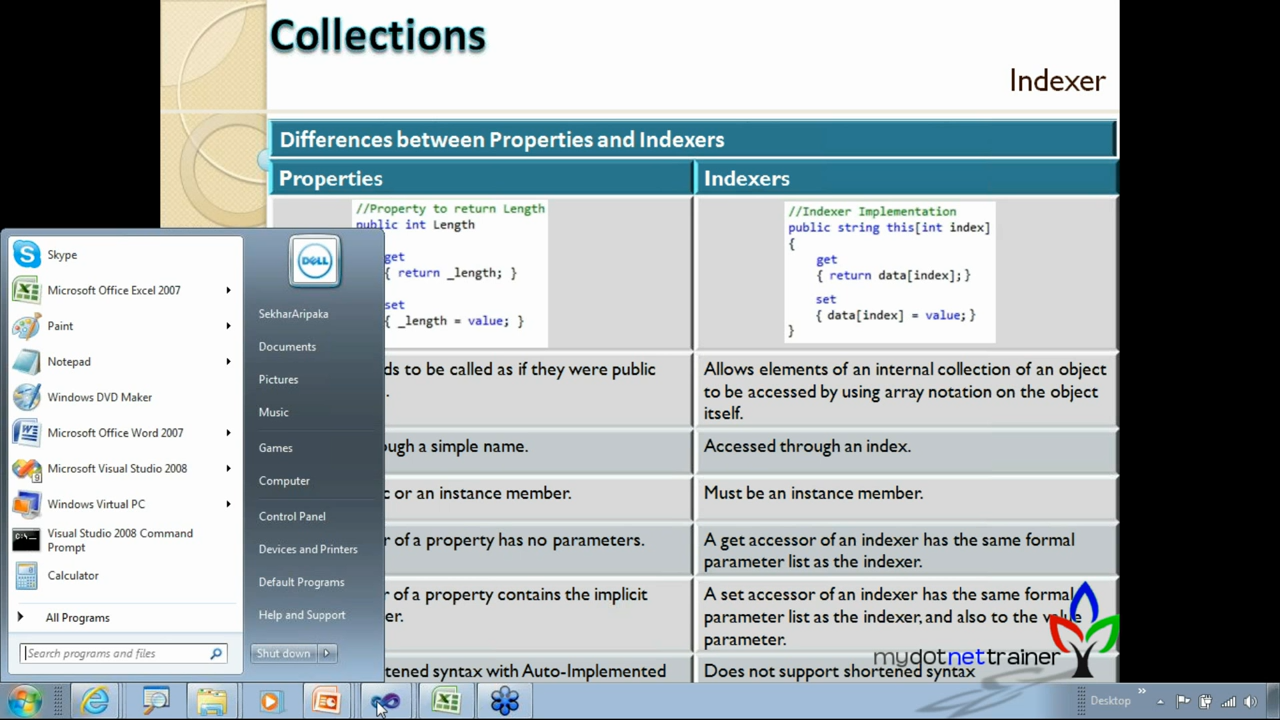 Collections
Indexer
Differences between Properties and Indexers
Properties
Indexers
//Property to return Length
public int Length
get
{ return _length; }
set
{ _length = value; }
//Indexer Implementation
public string this[int index]
{
get
{ return data[index]; }
set
{ data[index] = value; }
}
ds to be called as if they were public
.
Allows elements of an internal collection of an object
to be accessed by using array notation on the object
itself.
ugh a simple name.
Accessed through an index.
c or an instance member.
Must be an instance member.
r of a property has no parameters.
A get accessor of an indexer has the same formal
parameter list as the indexer.
r of a property contains the implicit
er.
A set accessor of an indexer has the same formal
parameter list as the indexer, and also to the value
parameter.
tened syntax with Auto-Implemented
Does not support shortened syntax
mydotnettrainer
Skype
Microsoft Office Excel 2007
Paint
Notepad
Windows DVD Maker
Microsoft Office Word 2007
Microsoft Visual Studio 2008
Windows Virtual PC
Visual Studio 2008 Command
Prompt
Calculator
All Programs
Search programs and files
DELL
SekharAripaka
Documents
Pictures
Music
Games
Computer
Control Panel
Devices and Printers
Default Programs
Help and Support
Shut down
Desktop